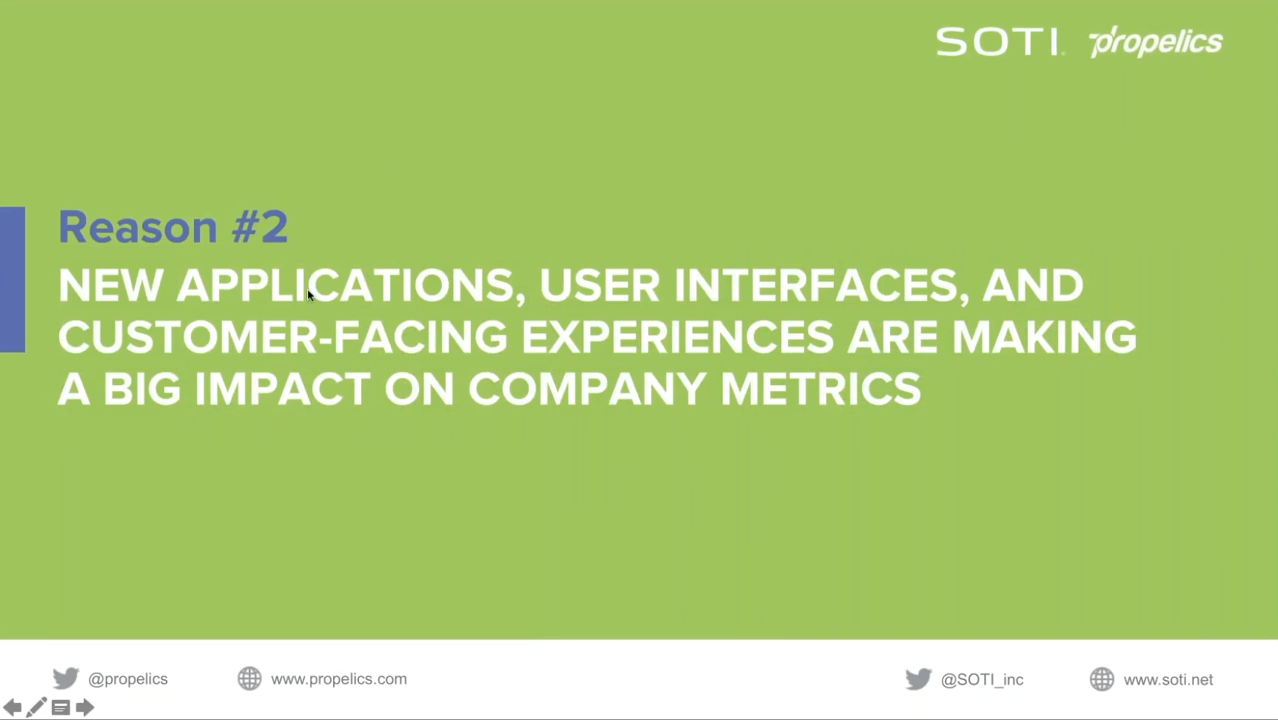 SOTI propelics
Reason #2
NEW APPLICATIONS, USER INTERFACES, AND
CUSTOMER-FACING EXPERIENCES ARE MAKING
A BIG IMPACT ON COMPANY METRICS
@propelics www.propelics.com @SOTI_inc www.soti.net